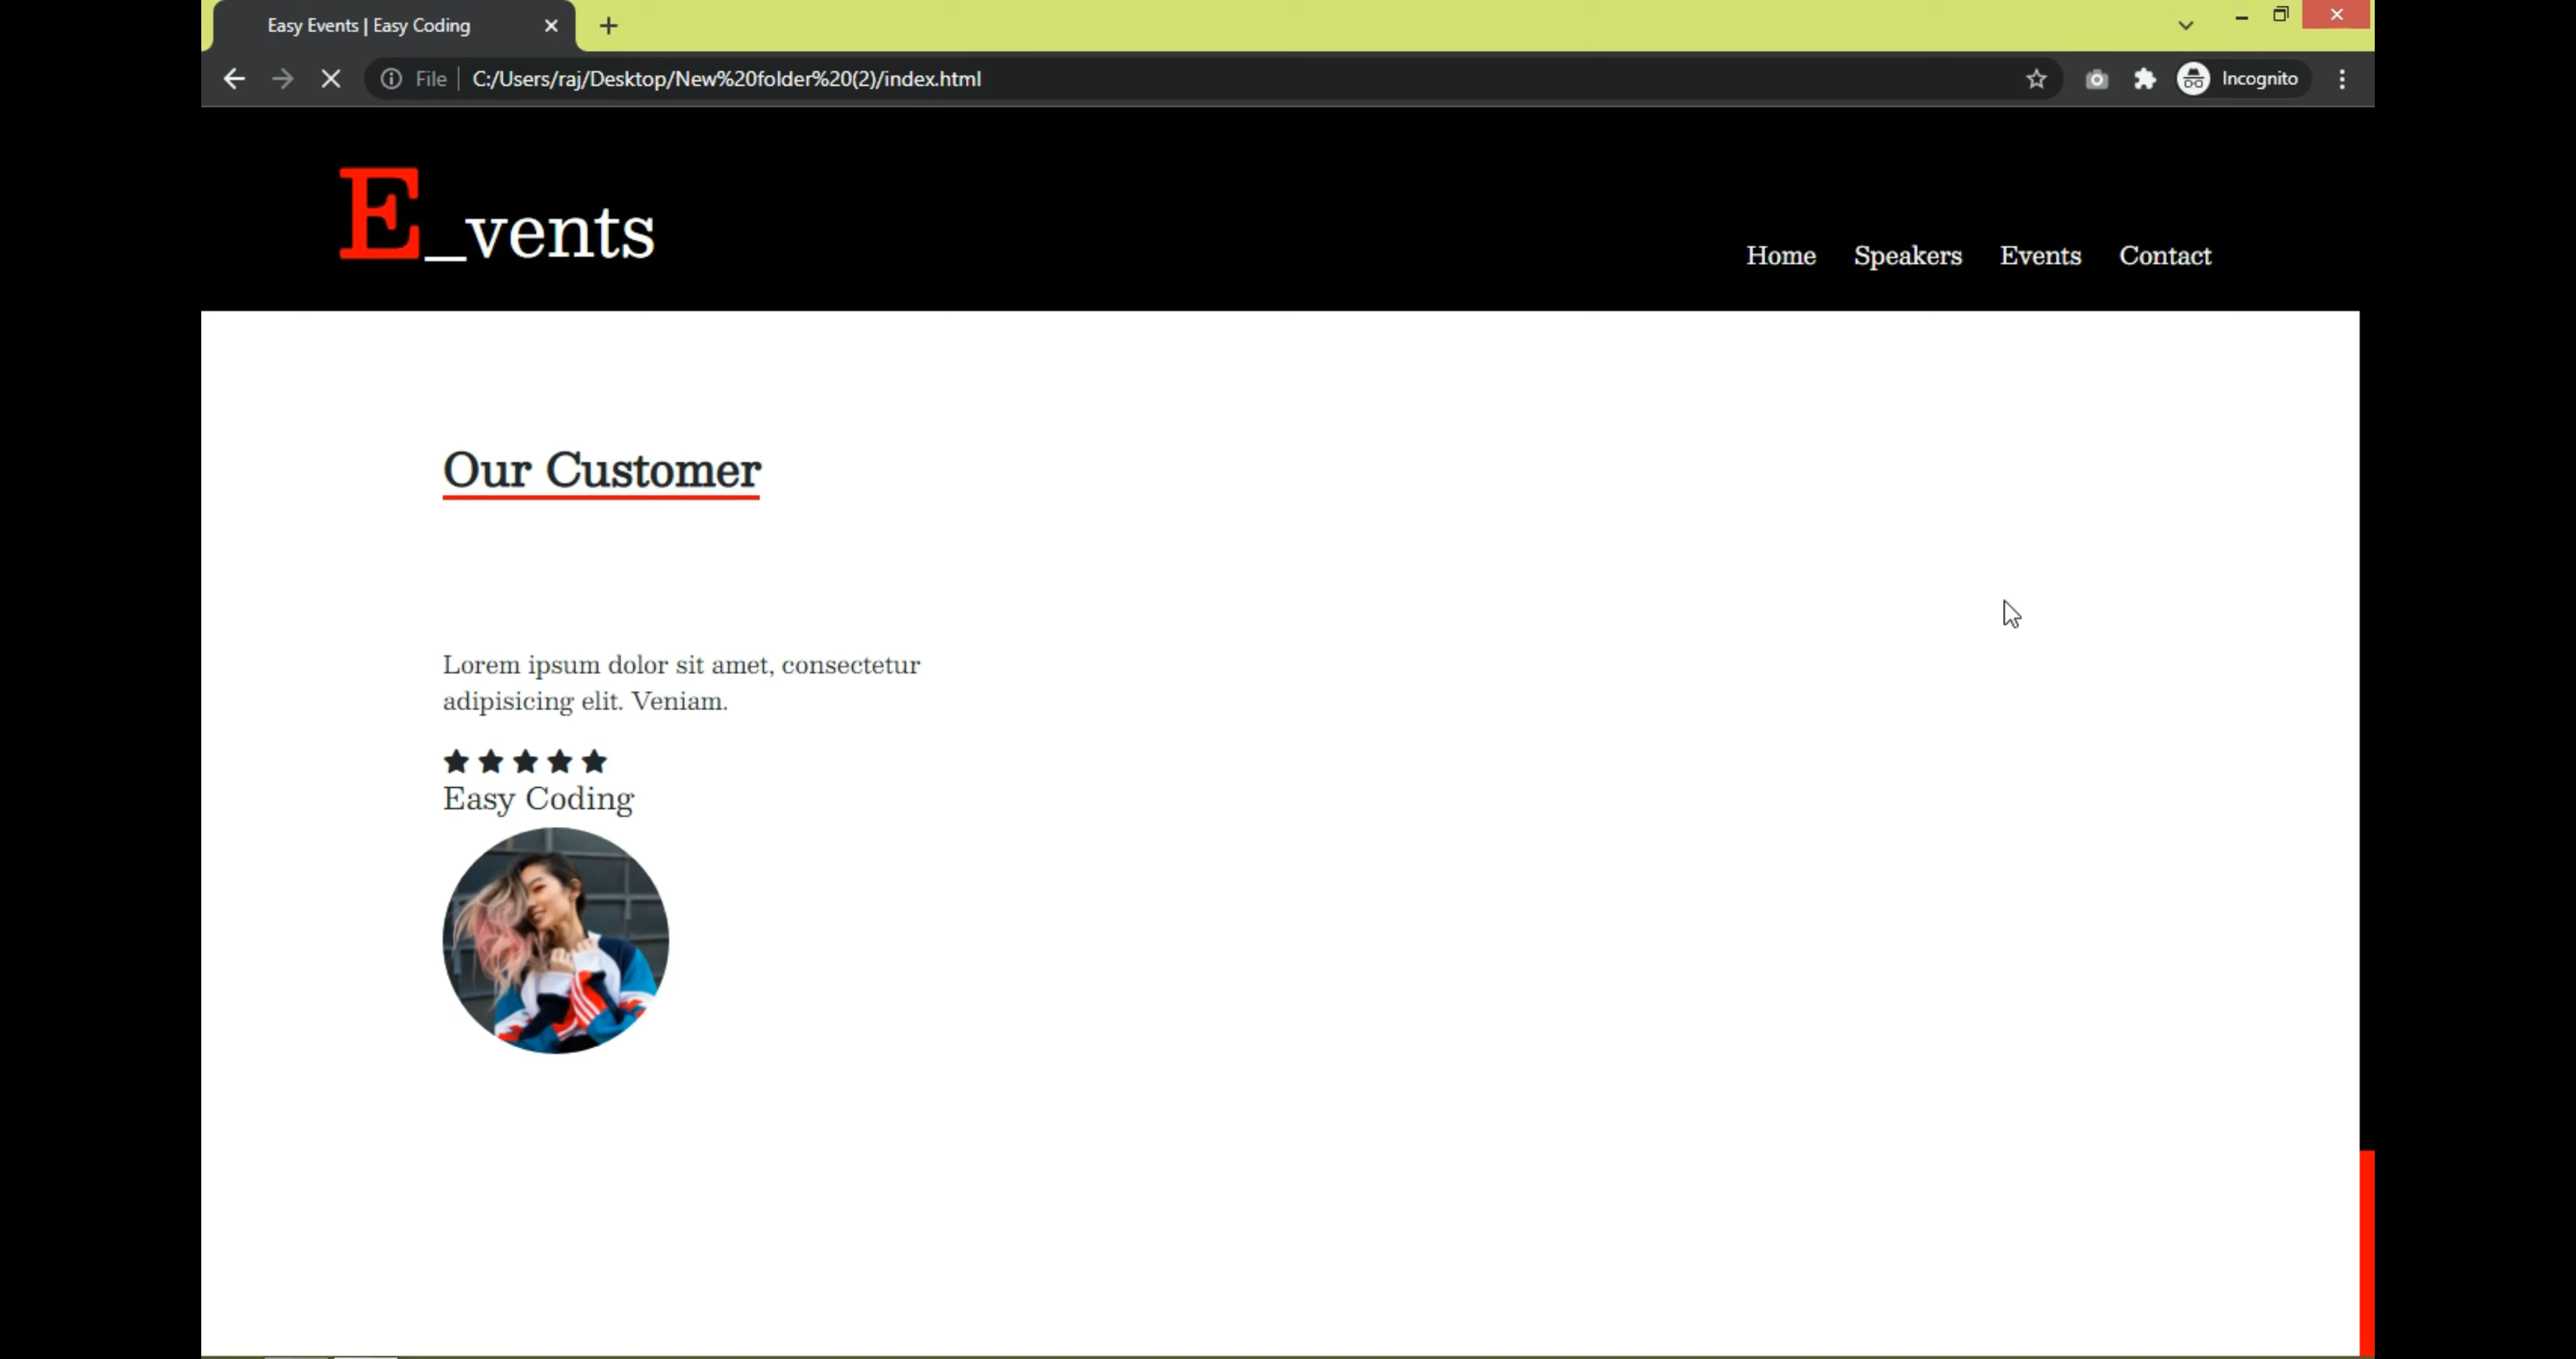 Easy Events | Easy Coding
File C:/Users/raj/Desktop/New%20folder%20(2)/index.html
Incognito
E_vents
Home Speakers Events Contact
Our Customer
Lorem ipsum dolor sit amet, consectetur
adipisicing elit. Veniam.
Easy Coding